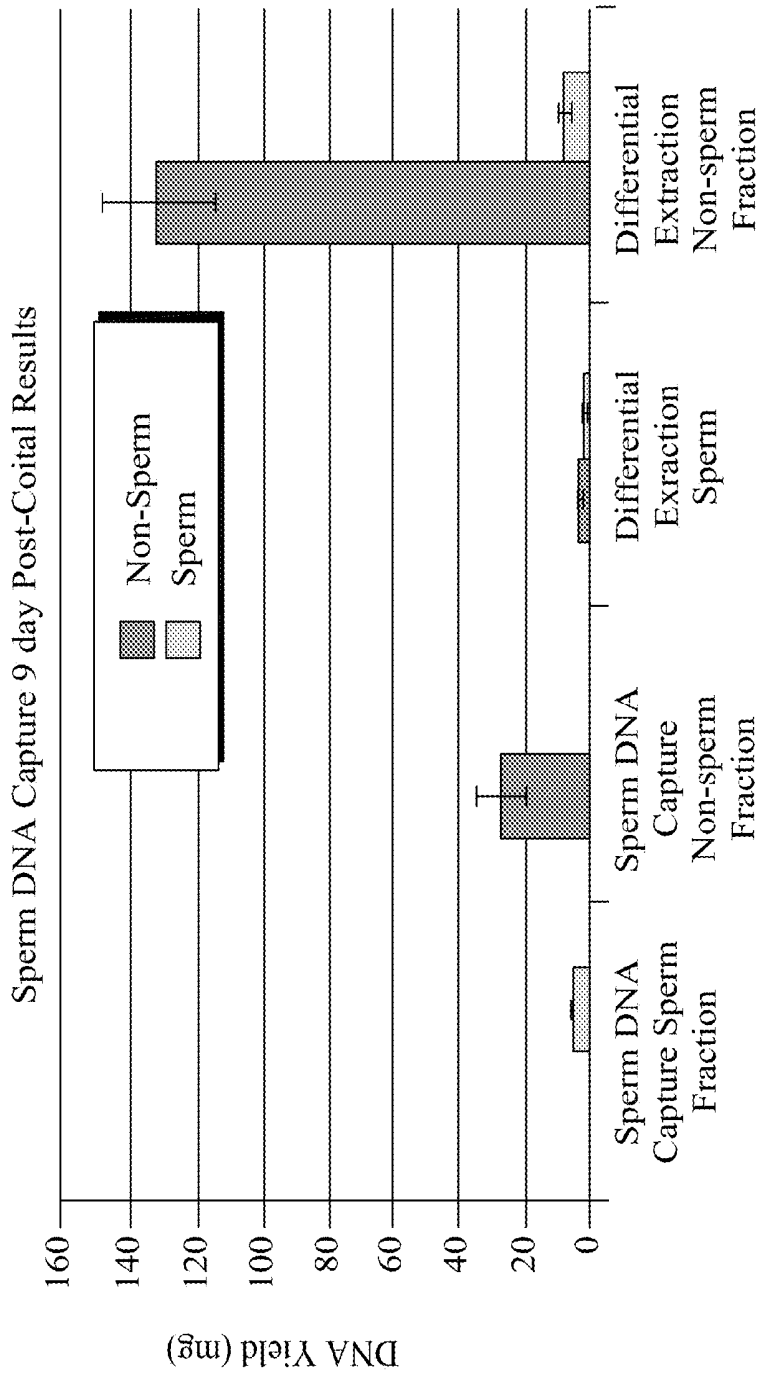 Sperm DNA Capture 9 day Post-Coital Results
Non-Sperm
Sperm
DNA Yield (mg)
160
140
120
100
80
60
40
20
0
Sperm DNA
Capture Sperm
Fraction
Sperm DNA
Capture
Non-sperm
Fraction
Differential
Exraction
Sperm
Differential
Extraction
Non-sperm
Fraction